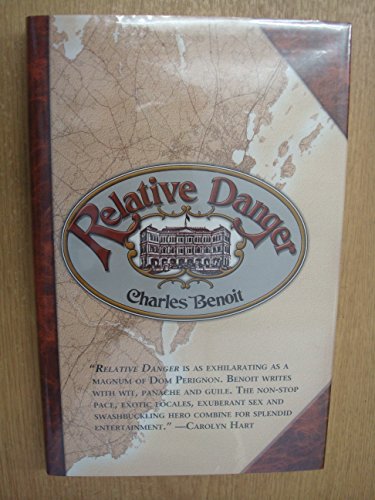 Relative Danger
Charles Benoit
"RELATIVE DANGER IS AS EXHILARATING AS A
MAGNUM OF DOM PERIGNON. BENOIT WRITES
WITH WIT, PANACHE AND GUILE. THE NON-STOP
PACE, EXOTIC LOCALES, EXUBERANT SEX AND
SWASHBUCKLING HERO COMBINE FOR SPLENDID
ENTERTAINMENT." —CAROLYN HART